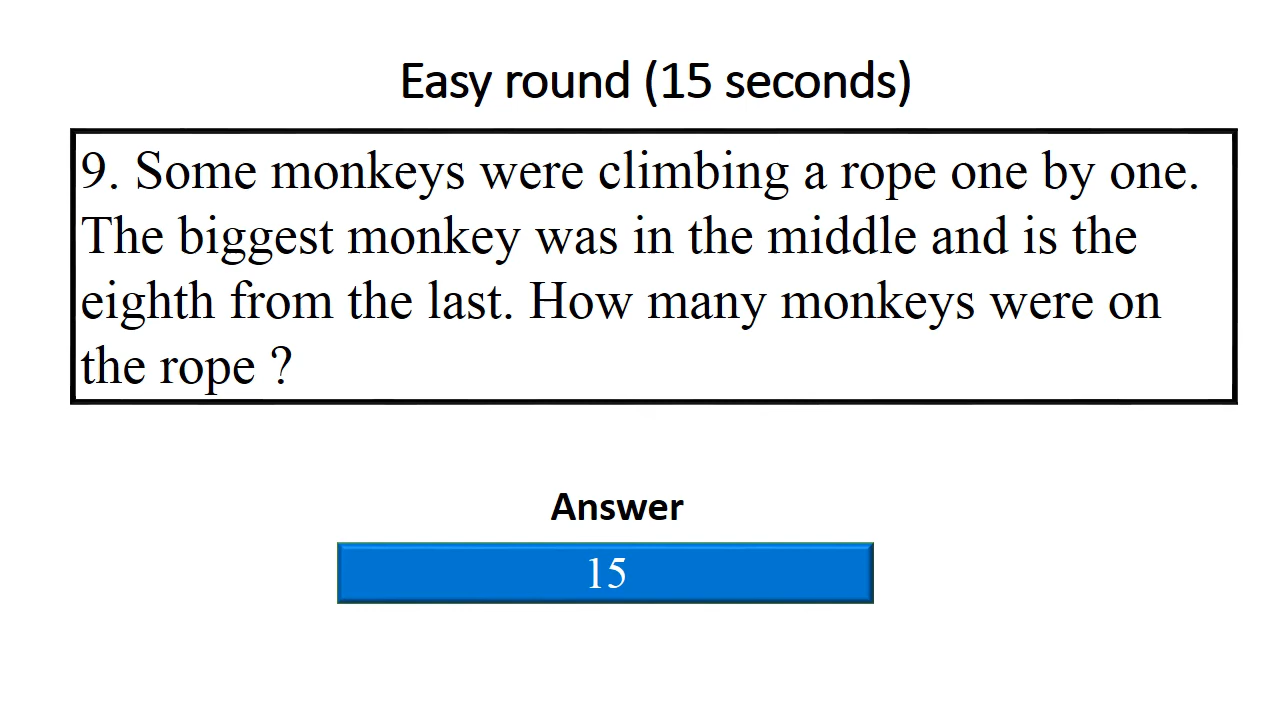 Easy round (15 seconds)
9. Some monkeys were climbing a rope one by one.
The biggest monkey was in the middle and is the
eighth from the last. How many monkeys were on
the rope ?
Answer
15